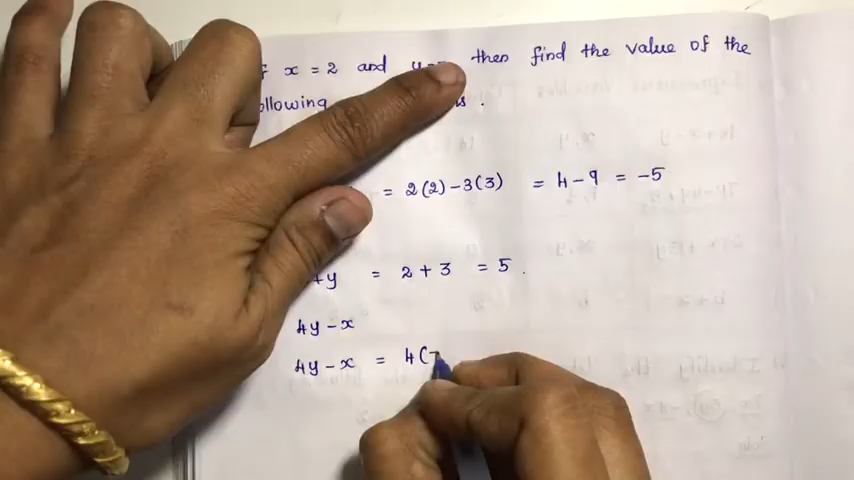 x = 2 and then find the value of the
ollowing
= 2(2) - 3(3) = 4 - 9 = -5
+y = 2 + 3 = 5.
4y - x
4y - x = 4(